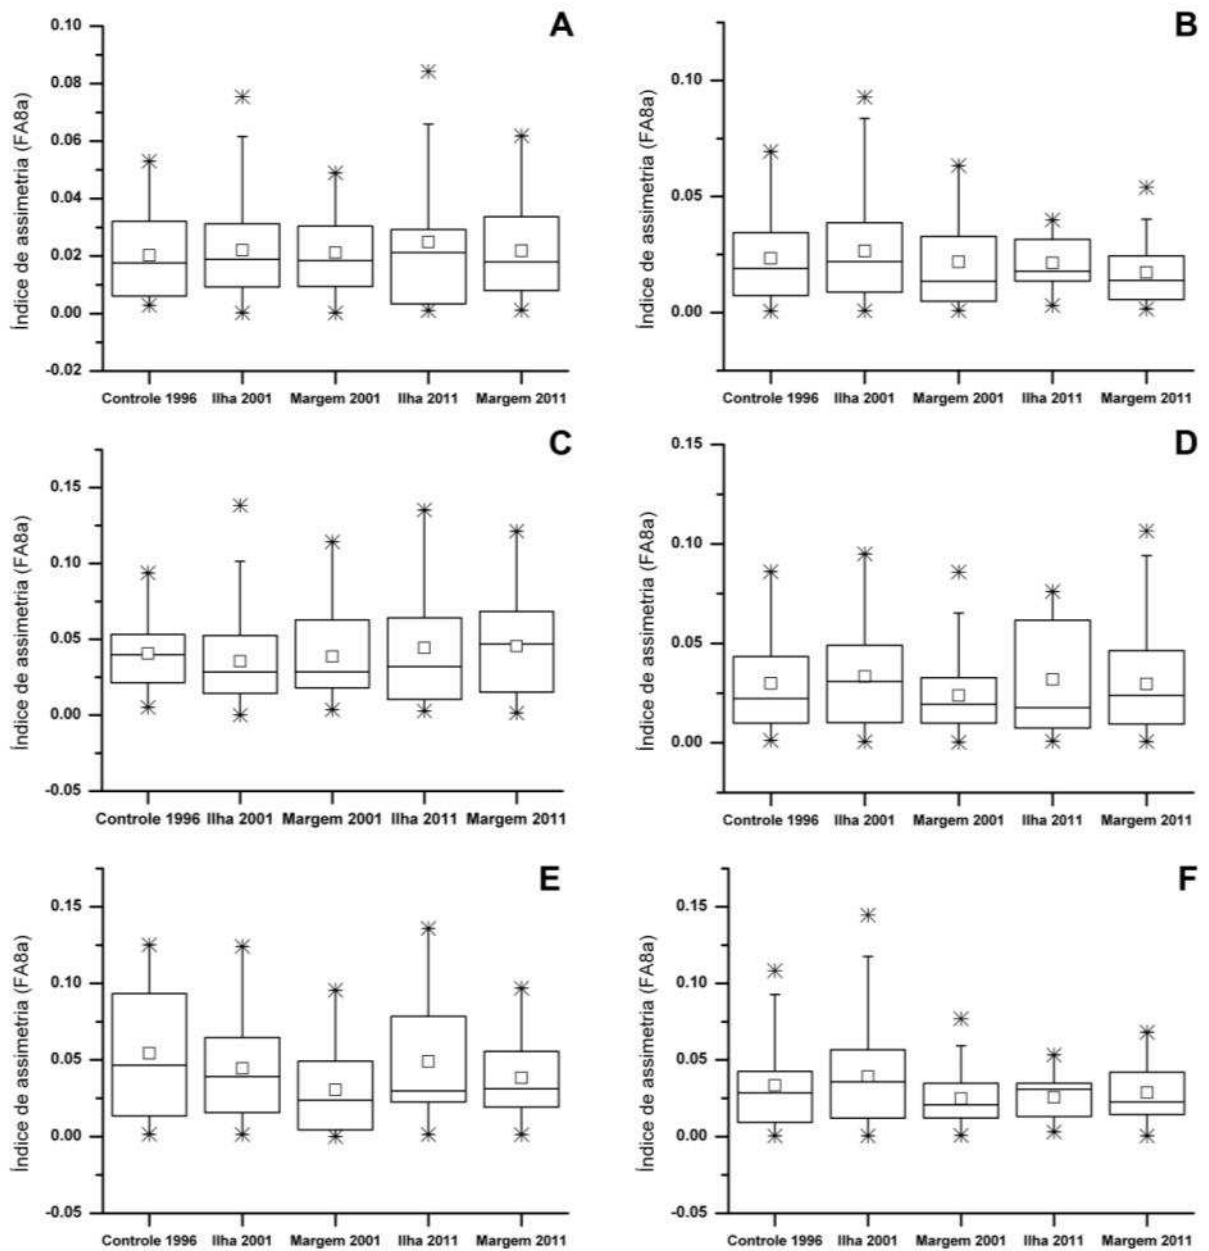 A
Índice de assimetria (FA8a)
0.10
0.08
0.06
0.04
0.02
0.00
-0.02
Controle 1996 Ilha 2001 Margem 2001 Ilha 2011 Margem 2011
B
Índice de assimetria (FA8a)
0.10
0.05
0.00
Controle 1996 Ilha 2001 Margem 2001 Ilha 2011 Margem 2011
C
Índice de assimetria (FA8a)
0.15
0.10
0.05
0.00
-0.05
Controle 1996 Ilha 2001 Margem 2001 Ilha 2011 Margem 2011
D
Índice de assimetria (FA8a)
0.15
0.10
0.05
0.00
Controle 1996 Ilha 2001 Margem 2001 Ilha 2011 Margem 2011
E
Índice de assimetria (FA8a)
0.15
0.10
0.05
0.00
-0.05
Controle 1996 Ilha 2001 Margem 2001 Ilha 2011 Margem 2011
F
Índice de assimetria (FA8a)
0.15
0.10
0.05
0.00
-0.05
Controle 1996 Ilha 2001 Margem 2001 Ilha 2011 Margem 2011